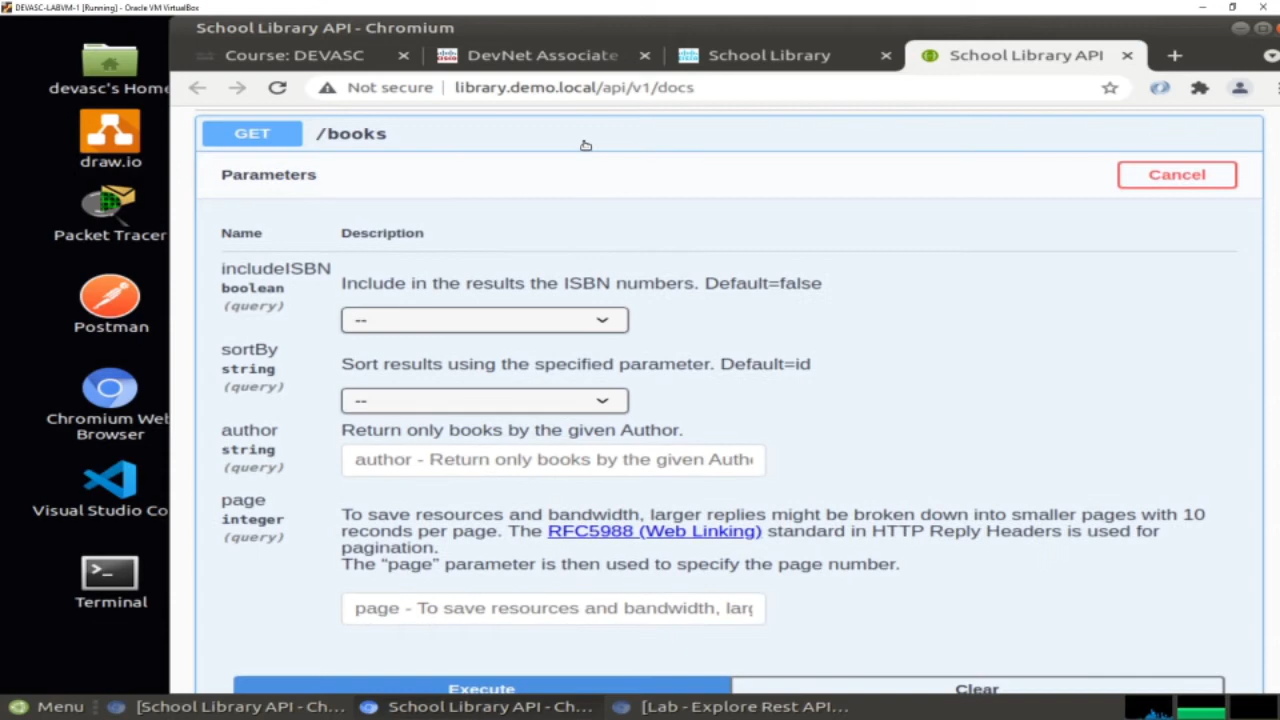 DEVASC-LABVM-1 [Running] - Oracle VM VirtualBox
School Library API - Chromium
Course: DEVASC
DevNet Associate
School Library
School Library API
Not secure
library.demo.local/api/v1/docs
devasc's Home
draw.io
Packet Tracer
Postman
Chromium Web
Browser
Visual Studio Co
Terminal
GET /books
Parameters
Cancel
Name Description
includeISBN
boolean
(query)
Include in the results the ISBN numbers. Default=false
--
sortBy
string
(query)
Sort results using the specified parameter. Default=id
--
author
string
(query)
Return only books by the given Author.
author - Return only books by the given Auth
page
integer
(query)
To save resources and bandwidth, larger replies might be broken down into smaller pages with 10
reconds per page. The RFC5988 (Web Linking) standard in HTTP Reply Headers is used for
pagination.
The “page” parameter is then used to specify the page number.
page - To save resources and bandwidth, larg
Execute
Clear
Menu
[School Library API - Ch...
School Library API - Ch...
[Lab - Explore Rest API...